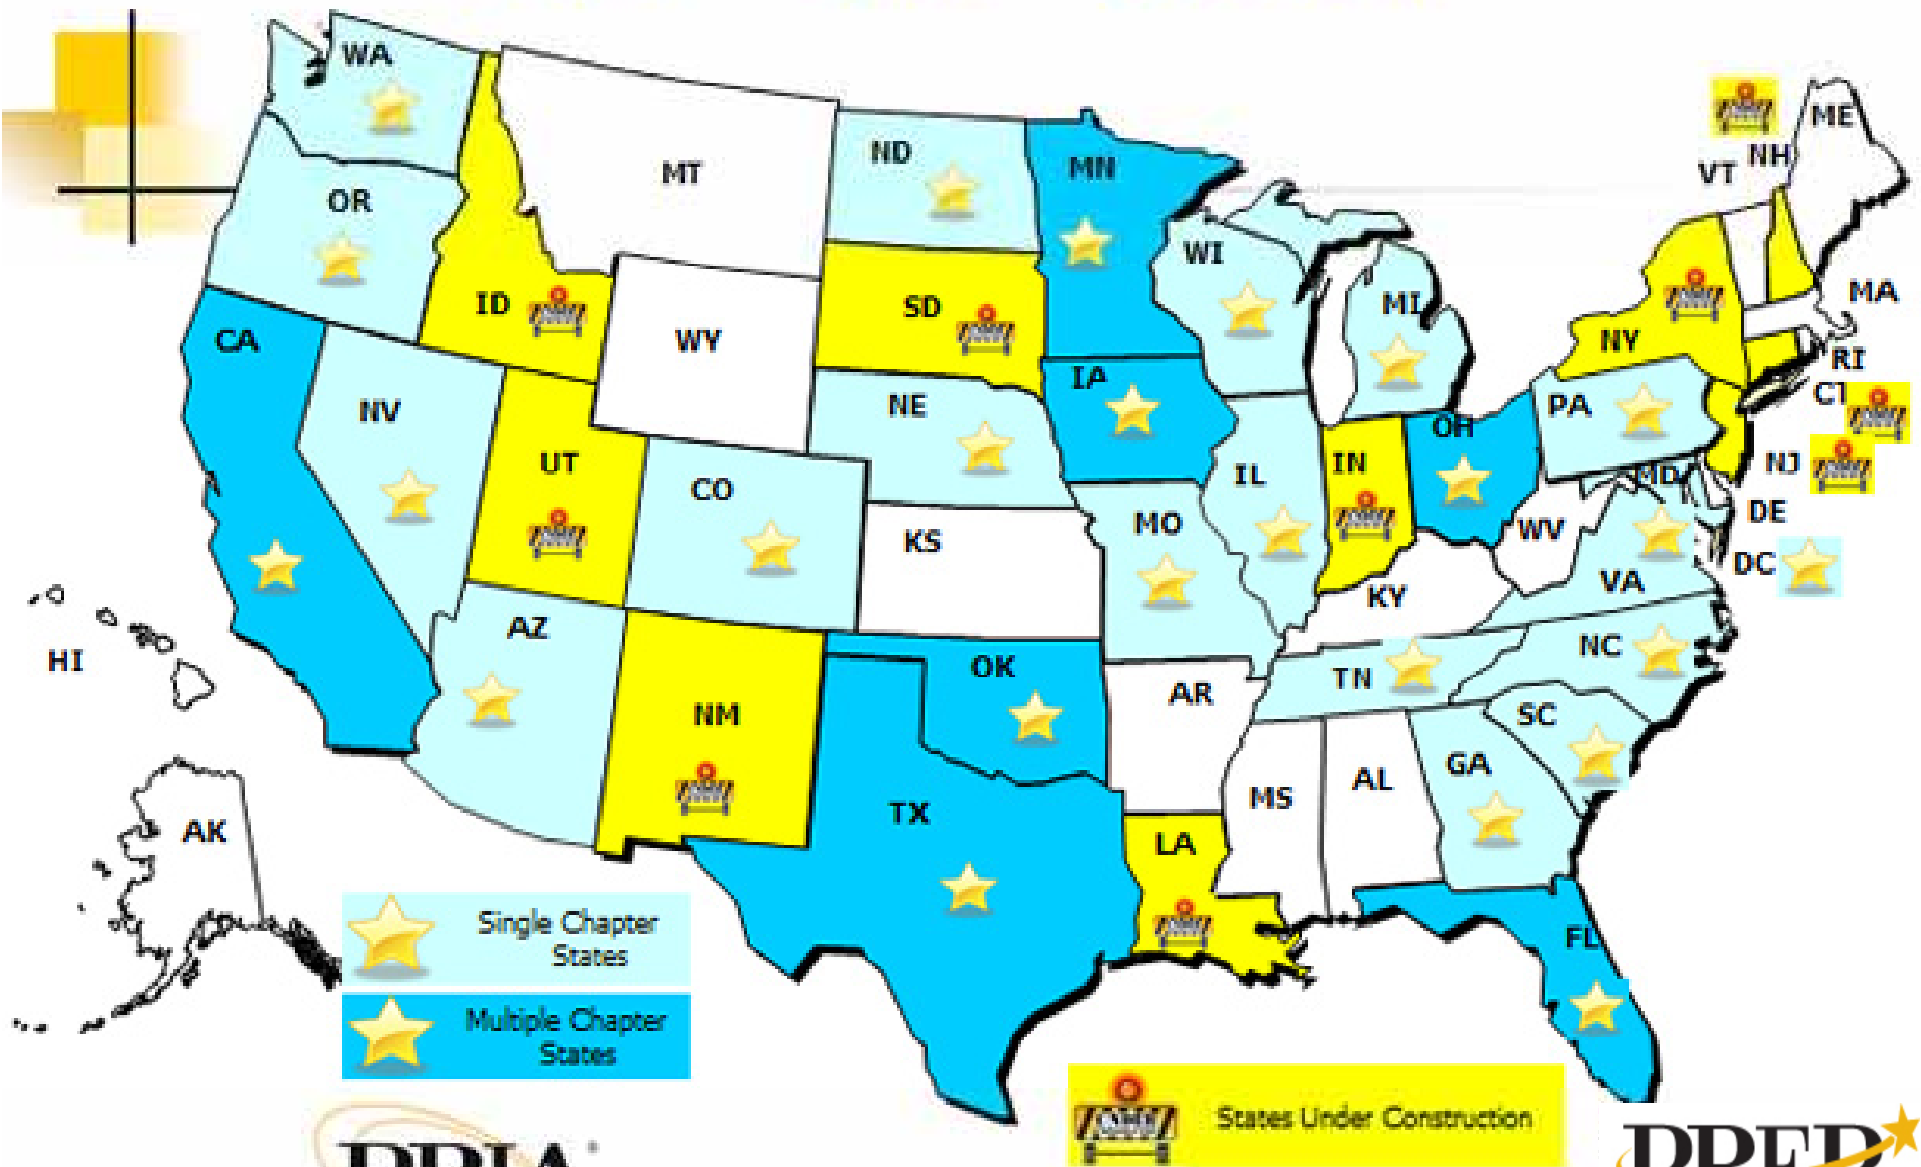 WA
ME
MT
ND
MN
NH
VT
OR
WI
MA
ID
SD
MI
NY
CA
WY
RI
IA
CT
NV
NE
PA
OH
UT
IN
NJ
CO
IL
MD
DE
MO
WV
KS
DC
VA
KY
AZ
NC
HI
OK
TN
AR
NM
SC
GA
AL
MS
TX
AK
LA
Single Chapter
States
FL
Multiple Chapter
States
States Under Construction